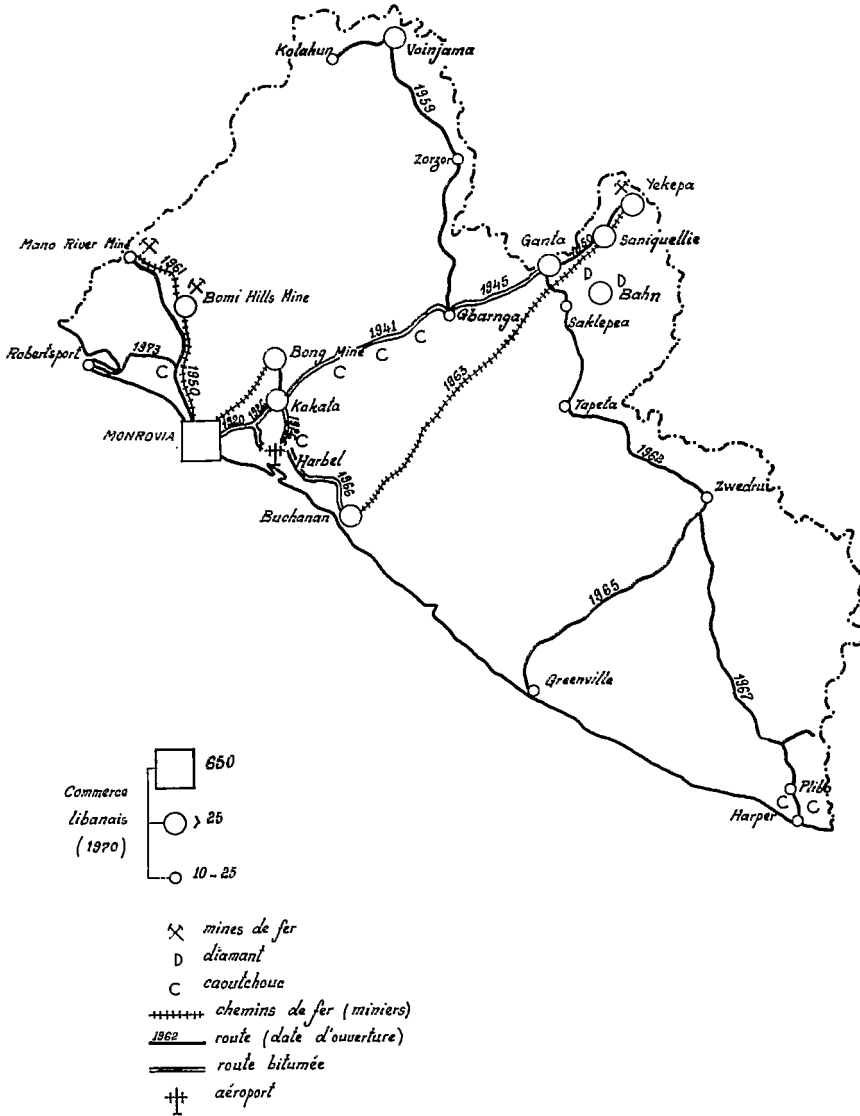 Kolahun
Voinjama
1959
Zorzor
Yekepa
Mano River Mine
1961
Ganta
Saniquellie
Bomi Hills Mine
D D
Bahn
1945
Gbarnga
Saklepea
1941
C C C
Robertsport
1973
C
1950
Bong Mine
1963
Kakata
Tapeta
MONROVIA
1920
C
Harbel
1962
1966
Buchanan
Zwedru
1965
Greenville
1967
Plibo
C C
Harper
650
Commerce
libanais
(1970)
> 25
10-25
mines de fer
D diamant
C caoutchouc
chemins de fer (miniers)
1962 route (date d'ouverture)
route bitumée
aéroport